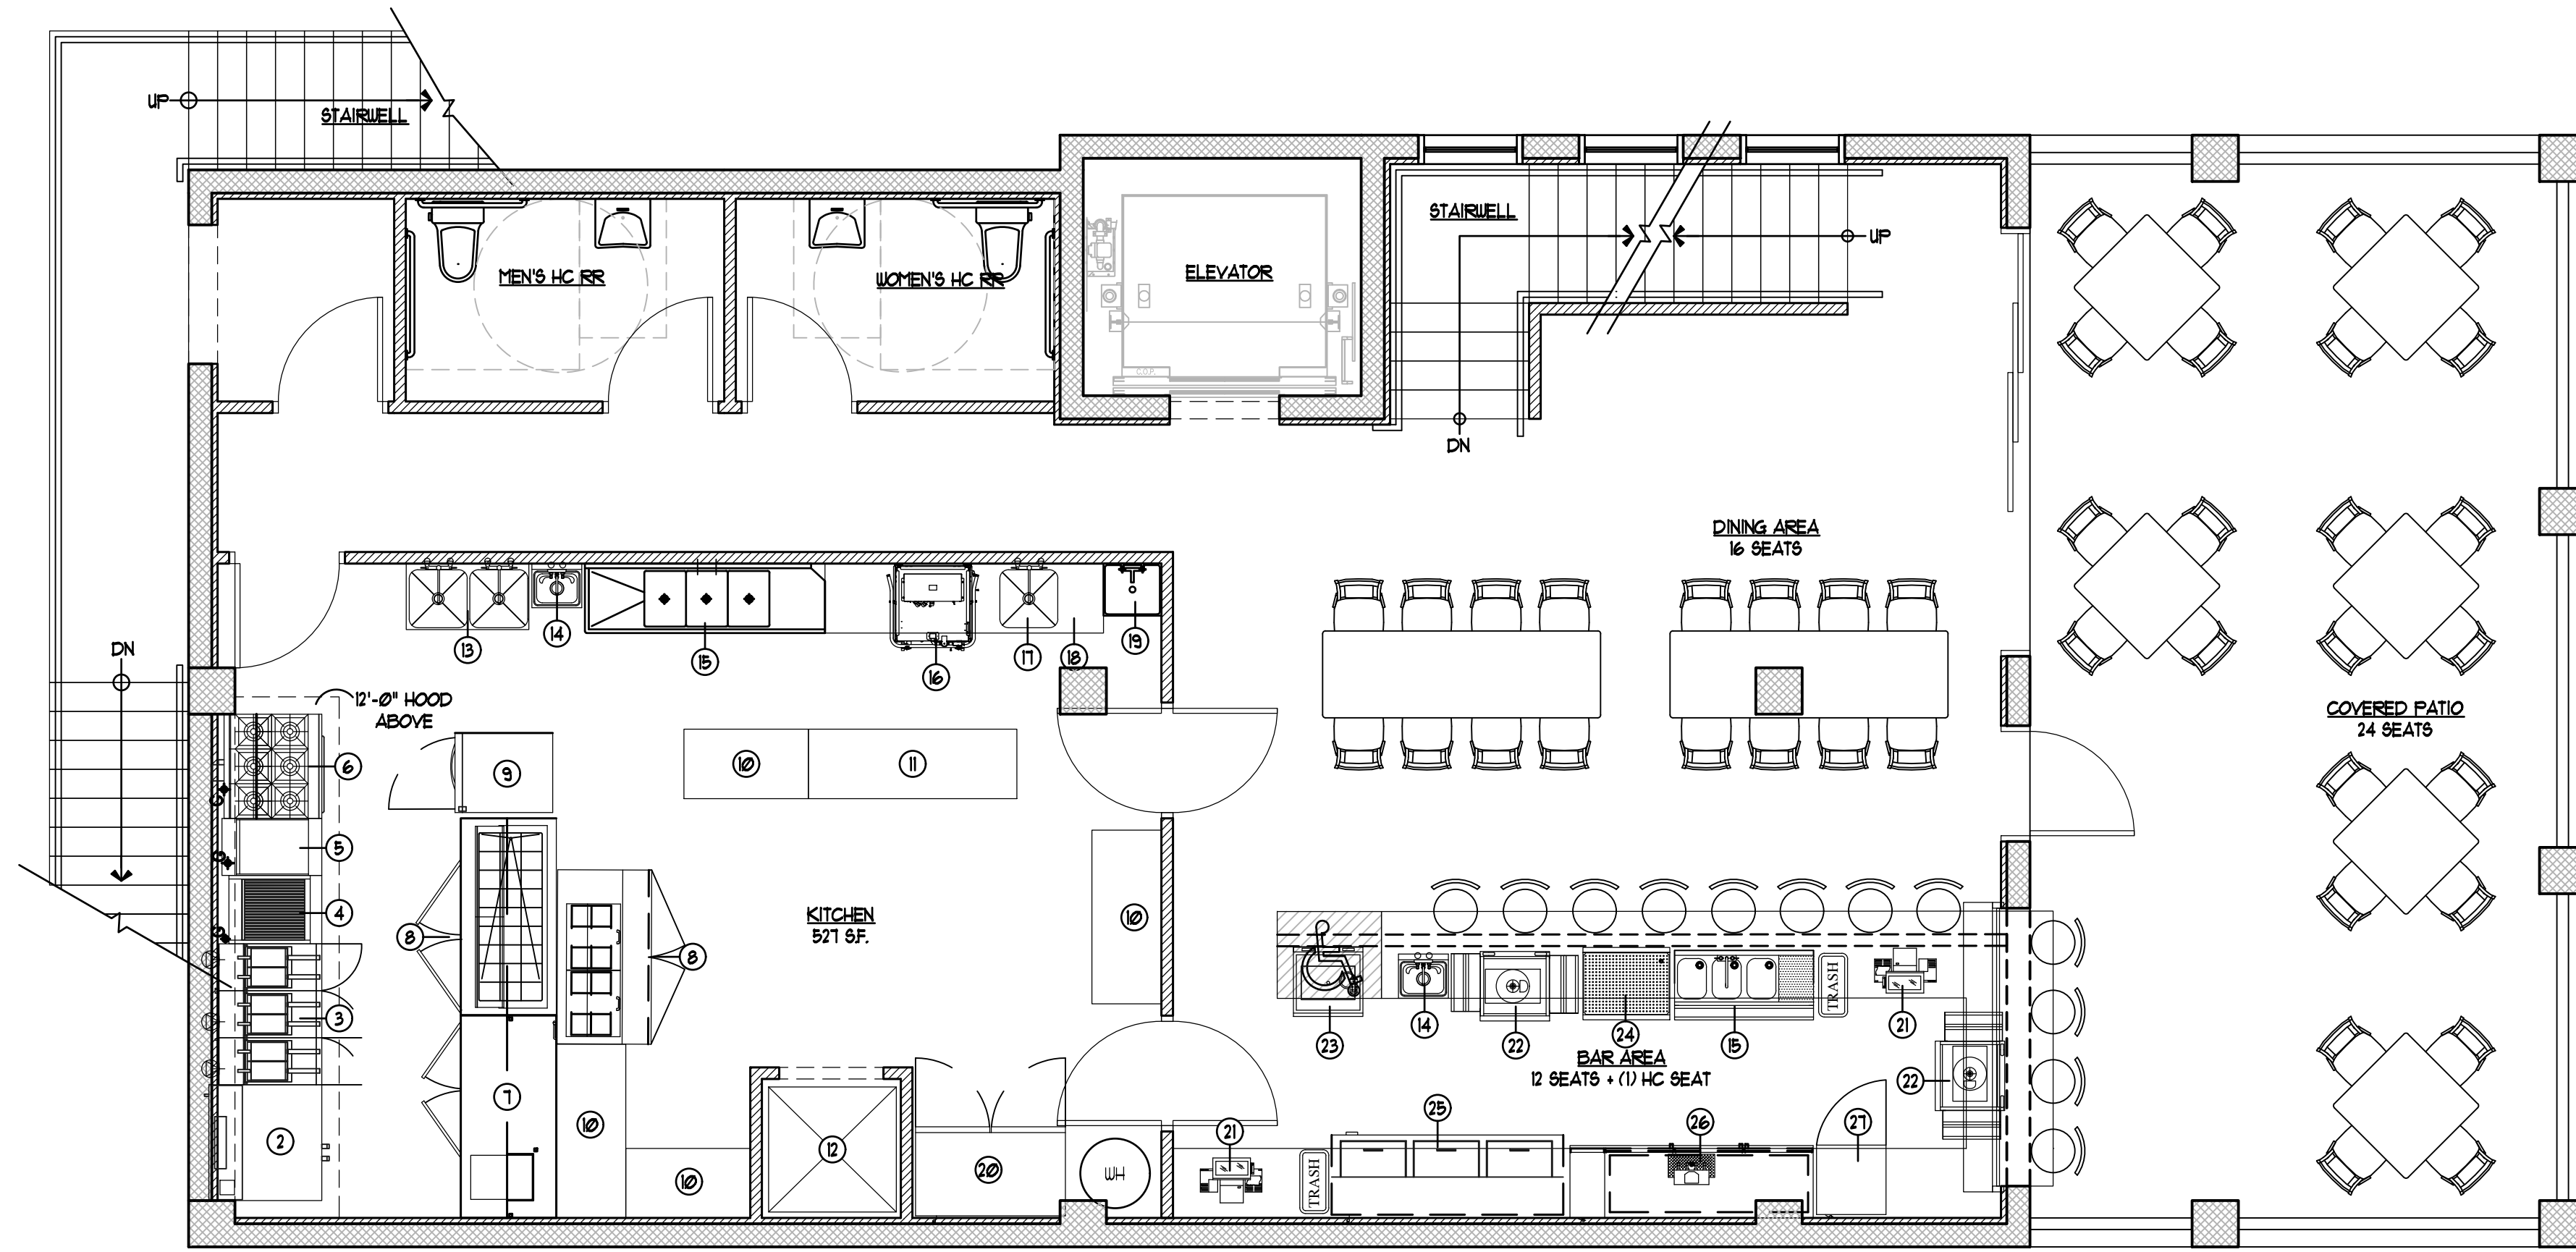 UP
STAIRWELL
STAIRWELL
UP
MEN'S HC RR
WOMEN'S HC RR
ELEVATOR
C.O.P.
DN
DINING AREA
16 SEATS
13
14
15
16
17
18
19
DN
12'-0" HOOD
ABOVE
COVERED PATIO
24 SEATS
6
9
10
11
G
5
G
4
G
KITCHEN
527 S.F.
10
8
8
3
TRASH
23
14
22
24
15
21
BAR AREA
12 SEATS + (1) HC SEAT
22
7
10
2
12
20
10
WH
21
TRASH
25
26
27